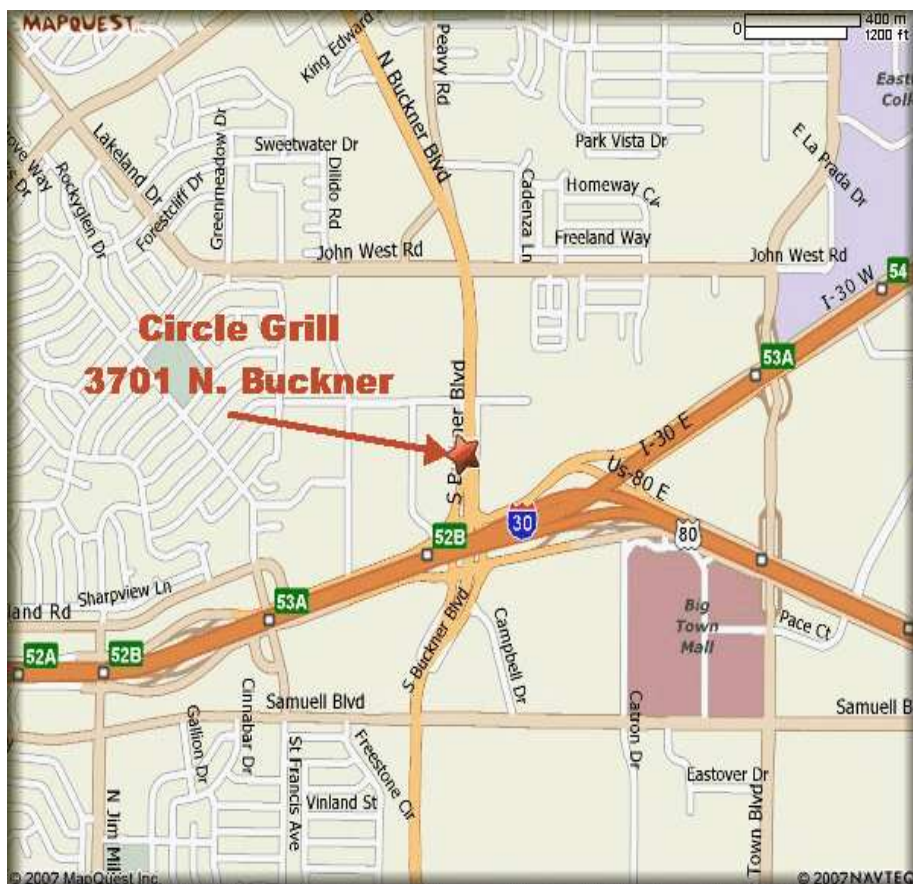 MAPQUEST
400 m
0
1200 ft
King Edward
N Buckner Blvd
Peavy Rd
Lakeland Dr
Sweetwater Dr
Park Vista Dr
E La Prada Dr
Rockyglen Dr
Forestcliff Dr
Greenmeadow Dr
Dilido Rd
Cadenza Ln
Homeway Cir
Freeland Way
John West Rd
John West Rd
I-30 W
54
Circle Grill
3701 N. Buckner
53A
I-30 E
Us-80 E
30
80
52B
Sharpview Ln
53A
Big
Town
Mall
Pace Ct
52A
52B
S Buckner Blvd
Campbell Dr
Samuell Blvd
Samuell B
Gallion Dr
Cinnabar Dr
St Francis Ave
Freestone Cir
Vinland St
Catron Dr
Eastover Dr
Town Blvd
N Jim Mil
© 2007 MapQuest Inc.
© 2007 NAVTEQ